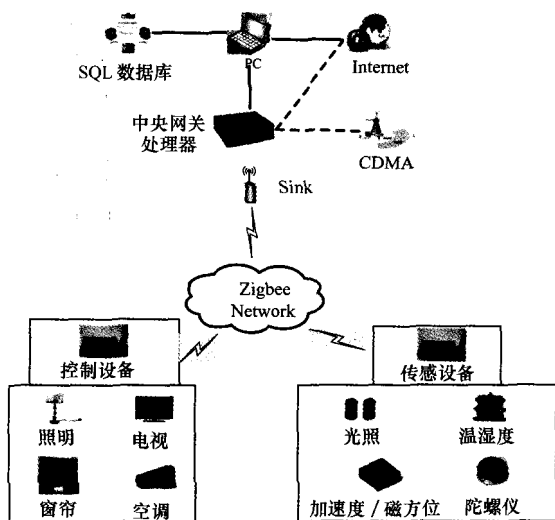 SQL 数据库
PC
Internet
中央网关
处理器
CDMA
Sink
Zigbee
Network
控制设备
传感设备
照明
电视
光照
温湿度
窗帘
空调
加速度 / 磁方位
陀螺仪